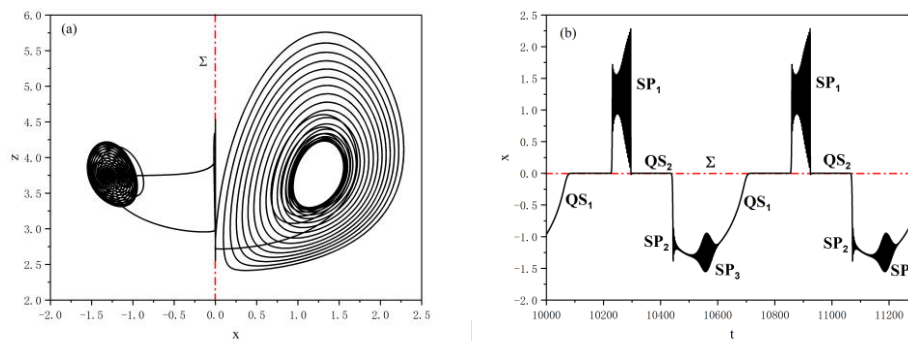 (a)
Σ
z
6.0
5.5
5.0
4.5
4.0
3.5
3.0
2.5
2.0
-2.0 -1.5 -1.0 -0.5 0.0 0.5 1.0 1.5 2.0 2.5
x
(b)
x
2.5
2.0
1.5
1.0
0.5
0.0
-0.5
-1.0
-1.5
-2.0
SP₁ SP₁
QS₂ Σ QS₂
QS₁ QS₁
SP₂ SP₂
SP₃ SP
10000 10200 10400 10600 10800 11000 11200
t